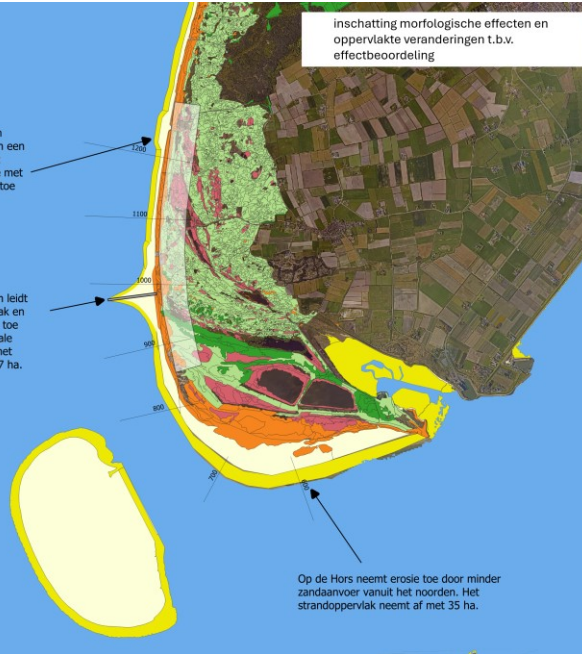 inschatting morfologische effecten en
oppervlakte veranderingen t.b.v.
effectbeoordeling
n een
met
toe
1200
1100
1000
n leidt
ak en
toe
ale
net
7 ha.
900
800
700
600
Op de Hors neemt erosie toe door minder
zandaanvoer vanuit het noorden. Het
strandoppervlak neemt af met 35 ha.